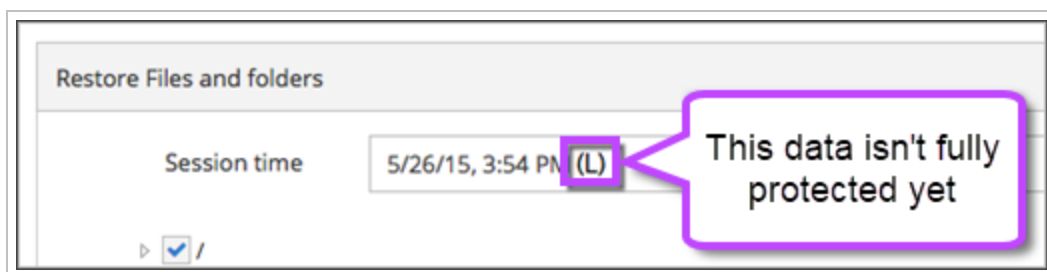 Restore Files and folders
Session time
5/26/15, 3:54 PM (L)
This data isn't fully
protected yet
/